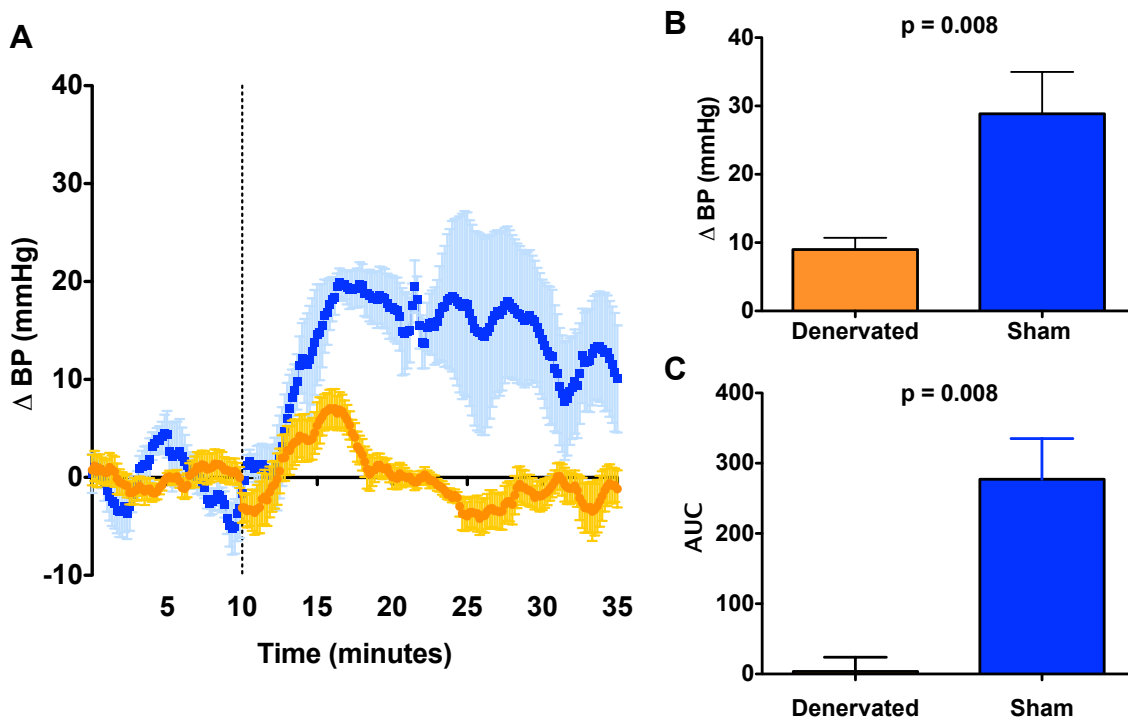 A
40
30
20
10
0
-10
Δ BP (mmHg)
5 10 15 20 25 30 35
Time (minutes)
B
p = 0.008
40
30
20
10
0
Δ BP (mmHg)
Denervated Sham
C
p = 0.008
400
300
200
100
0
AUC
Denervated Sham